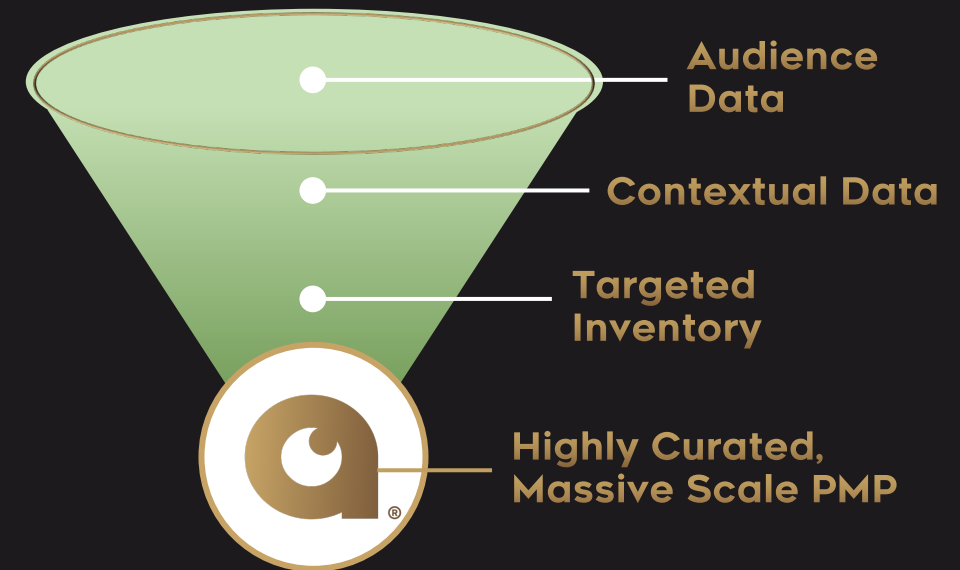 Audience
Data
Contextual Data
Targeted
Inventory
a®
Highly Curated,
Massive Scale PMP